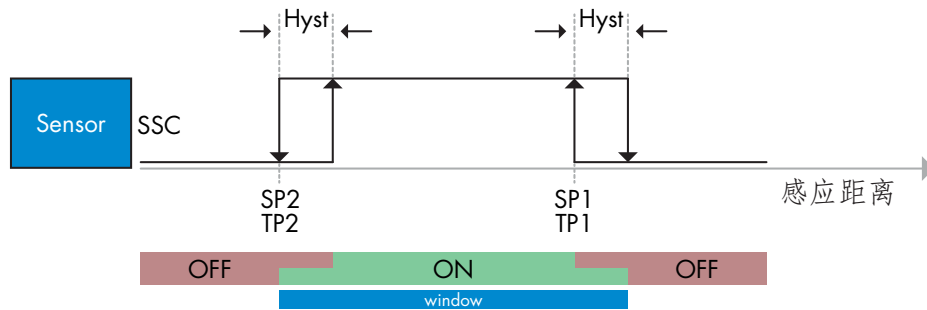 Hyst Hyst
Sensor SSC
SP2 SP1
TP2 TP1
感应距离
OFF ON OFF
window